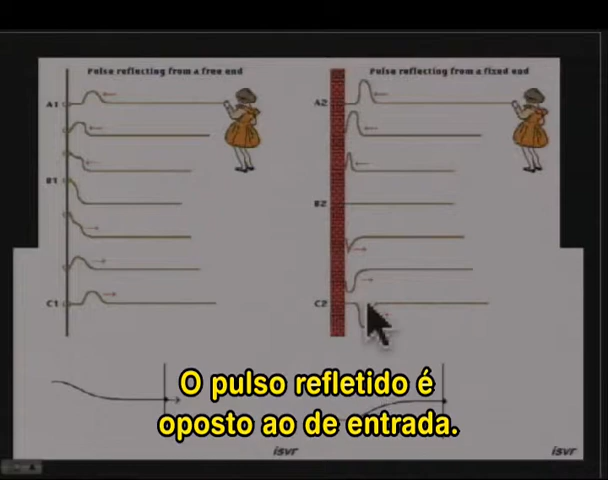 Pulse reflecting from a free end
Pulse reflecting from a fixed end
A1
A2
B1
B2
C1
C2
O pulso refletido é
oposto ao de entrada.
isvr
isvr